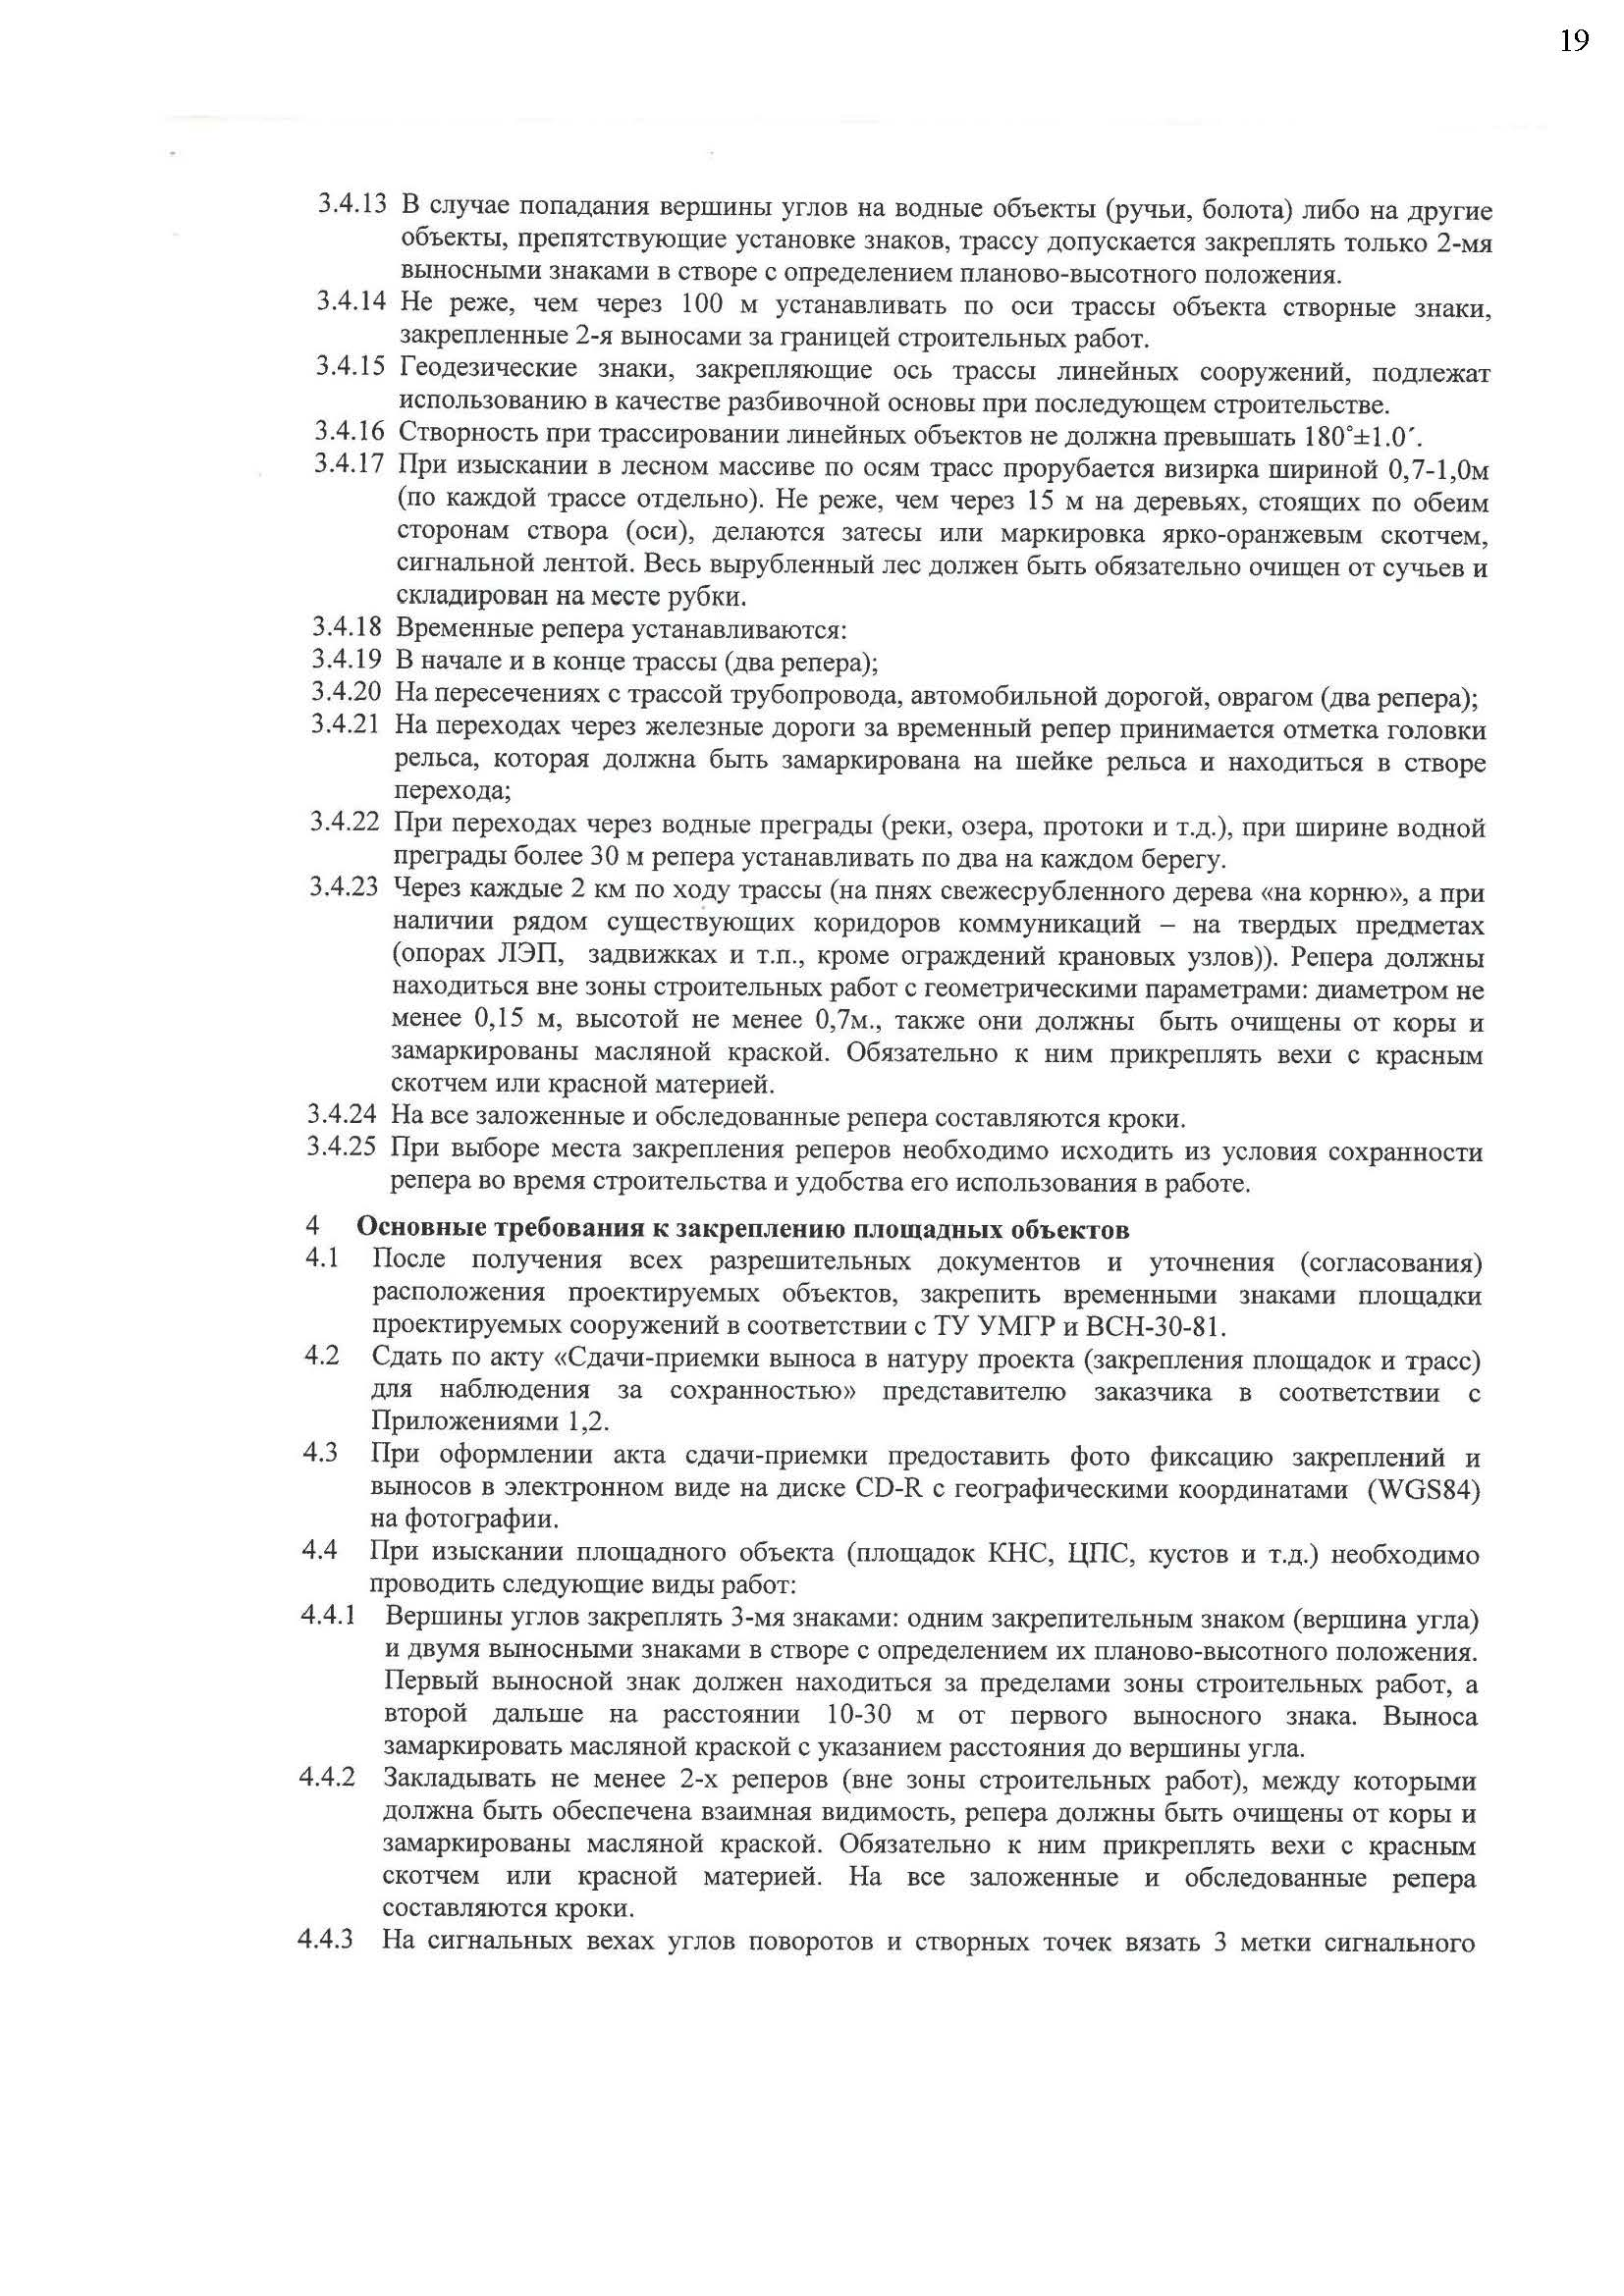 19
3.4.13 В случае попадания вершины углов на водные объекты (ручьи, болота) либо на другие
объекты, препятствующие установке знаков, трассу допускается закреплять только 2-мя
выносными знаками в створе с определением планово-высотного положения.
3.4.14 Не реже, чем через 100 м устанавливать по оси трассы объекта створные знаки,
закрепленные 2-я выносами за границей строительных работ.
3.4.15 Геодезические знаки, закрепляющие ось трассы линейных сооружений, подлежат
использованию в качестве разбивочной основы при последующем строительстве.
3.4.16 Створность при трассировании линейных объектов не должна превышать 180°±1.0´.
3.4.17 При изыскании в лесном массиве по осям трасс прорубается визирка шириной 0,7-1,0м
(по каждой трассе отдельно). Не реже, чем через 15 м на деревьях, стоящих по обеим
сторонам створа (оси), делаются затесы или маркировка ярко-оранжевым скотчем,
сигнальной лентой. Весь вырубленный лес должен быть обязательно очищен от сучьев и
складирован на месте рубки.
3.4.18 Временные репера устанавливаются:
3.4.19 В начале и в конце трассы (два репера);
3.4.20 На пересечениях с трассой трубопровода, автомобильной дорогой, оврагом (два репера);
3.4.21 На переходах через железные дороги за временный репер принимается отметка головки
рельса, которая должна быть замаркирована на шейке рельса и находиться в створе
перехода;
3.4.22 При переходах через водные преграды (реки, озера, протоки и т.д.), при ширине водной
преграды более 30 м репера устанавливать по два на каждом берегу.
3.4.23 Через каждые 2 км по ходу трассы (на пнях свежесрубленного дерева «на корню», а при
наличии рядом существующих коридоров коммуникаций – на твердых предметах
(опорах ЛЭП, задвижках и т.п., кроме ограждений крановых узлов)). Репера должны
находиться вне зоны строительных работ с геометрическими параметрами: диаметром не
менее 0,15 м, высотой не менее 0,7м., также они должны быть очищены от коры и
замаркированы масляной краской. Обязательно к ним прикреплять вехи с красным
скотчем или красной материей.
3.4.24 На все заложенные и обследованные репера составляются кроки.
3.4.25 При выборе места закрепления реперов необходимо исходить из условия сохранности
репера во время строительства и удобства его использования в работе.
4 Основные требования к закреплению площадных объектов
4.1 После получения всех разрешительных документов и уточнения (согласования)
расположения проектируемых объектов, закрепить временными знаками площадки
проектируемых сооружений в соответствии с ТУ УМГР и ВСН-30-81.
4.2 Сдать по акту «Сдачи-приемки выноса в натуру проекта (закрепления площадок и трасс)
для наблюдения за сохранностью» представителю заказчика в соответствии с
Приложениями 1,2.
4.3 При оформлении акта сдачи-приемки предоставить фото фиксацию закреплений и
выносов в электронном виде на диске CD-R с географическими координатами (WGS84)
на фотографии.
4.4 При изыскании площадного объекта (площадок КНС, ЦПС, кустов и т.д.) необходимо
проводить следующие виды работ:
4.4.1 Вершины углов закреплять 3-мя знаками: одним закрепительным знаком (вершина угла)
и двумя выносными знаками в створе с определением их планово-высотного положения.
Первый выносной знак должен находиться за пределами зоны строительных работ, а
второй дальше на расстоянии 10-30 м от первого выносного знака. Выноса
замаркировать масляной краской с указанием расстояния до вершины угла.
4.4.2 Закладывать не менее 2-х реперов (вне зоны строительных работ), между которыми
должна быть обеспечена взаимная видимость, репера должны быть очищены от коры и
замаркированы масляной краской. Обязательно к ним прикреплять вехи с красным
скотчем или красной материей. На все заложенные и обследованные репера
составляются кроки.
4.4.3 На сигнальных вехах углов поворотов и створных точек вязать 3 метки сигнального